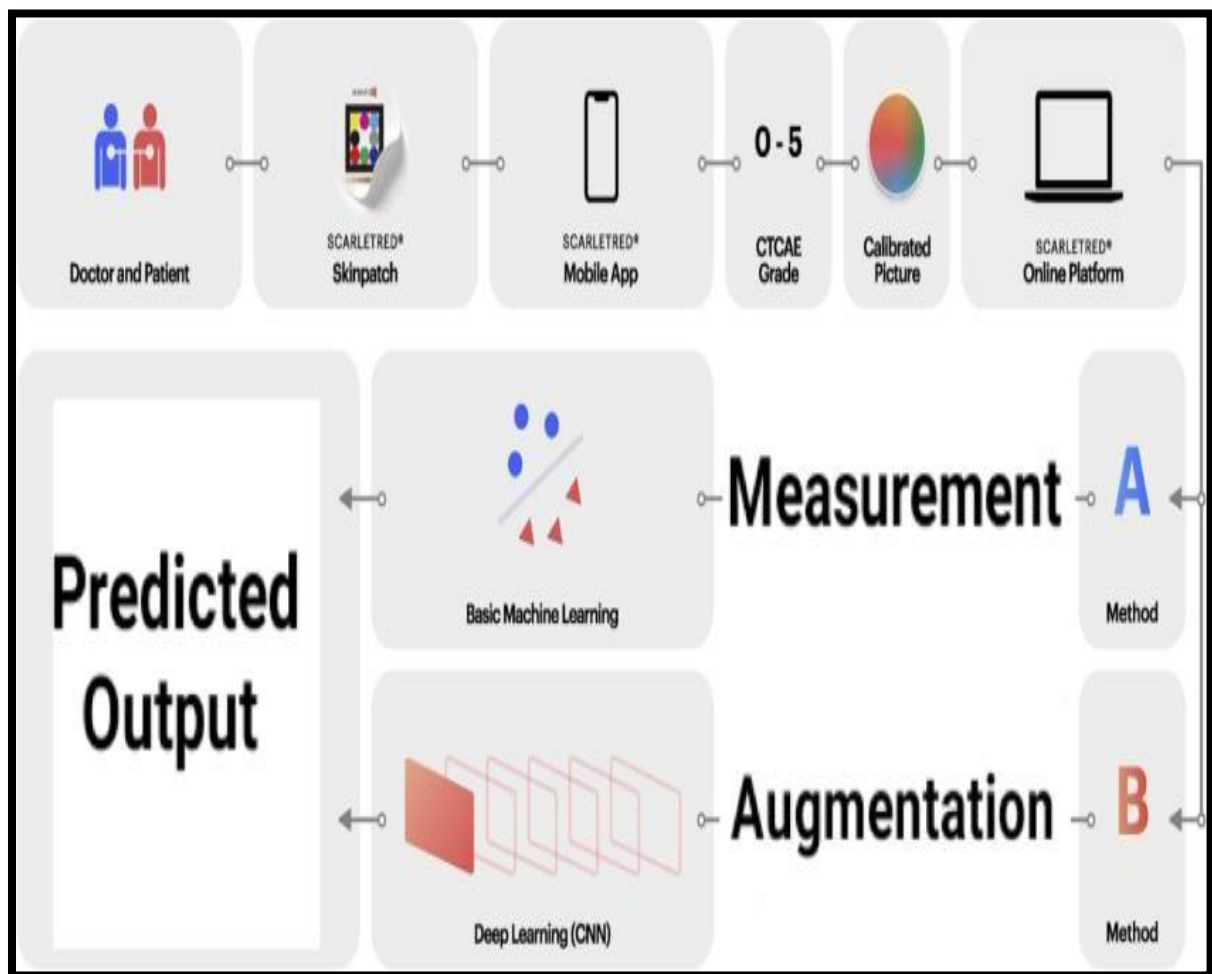 Doctor and Patient
SCARLETRED®
Skinpatch
SCARLETRED®
Mobile App
0 - 5
CTCAE
Grade
Calibrated
Picture
SCARLETRED®
Online Platform
A
Method
Measurement
Basic Machine Learning
Predicted
Output
B
Method
Augmentation
Deep Learning (CNN)